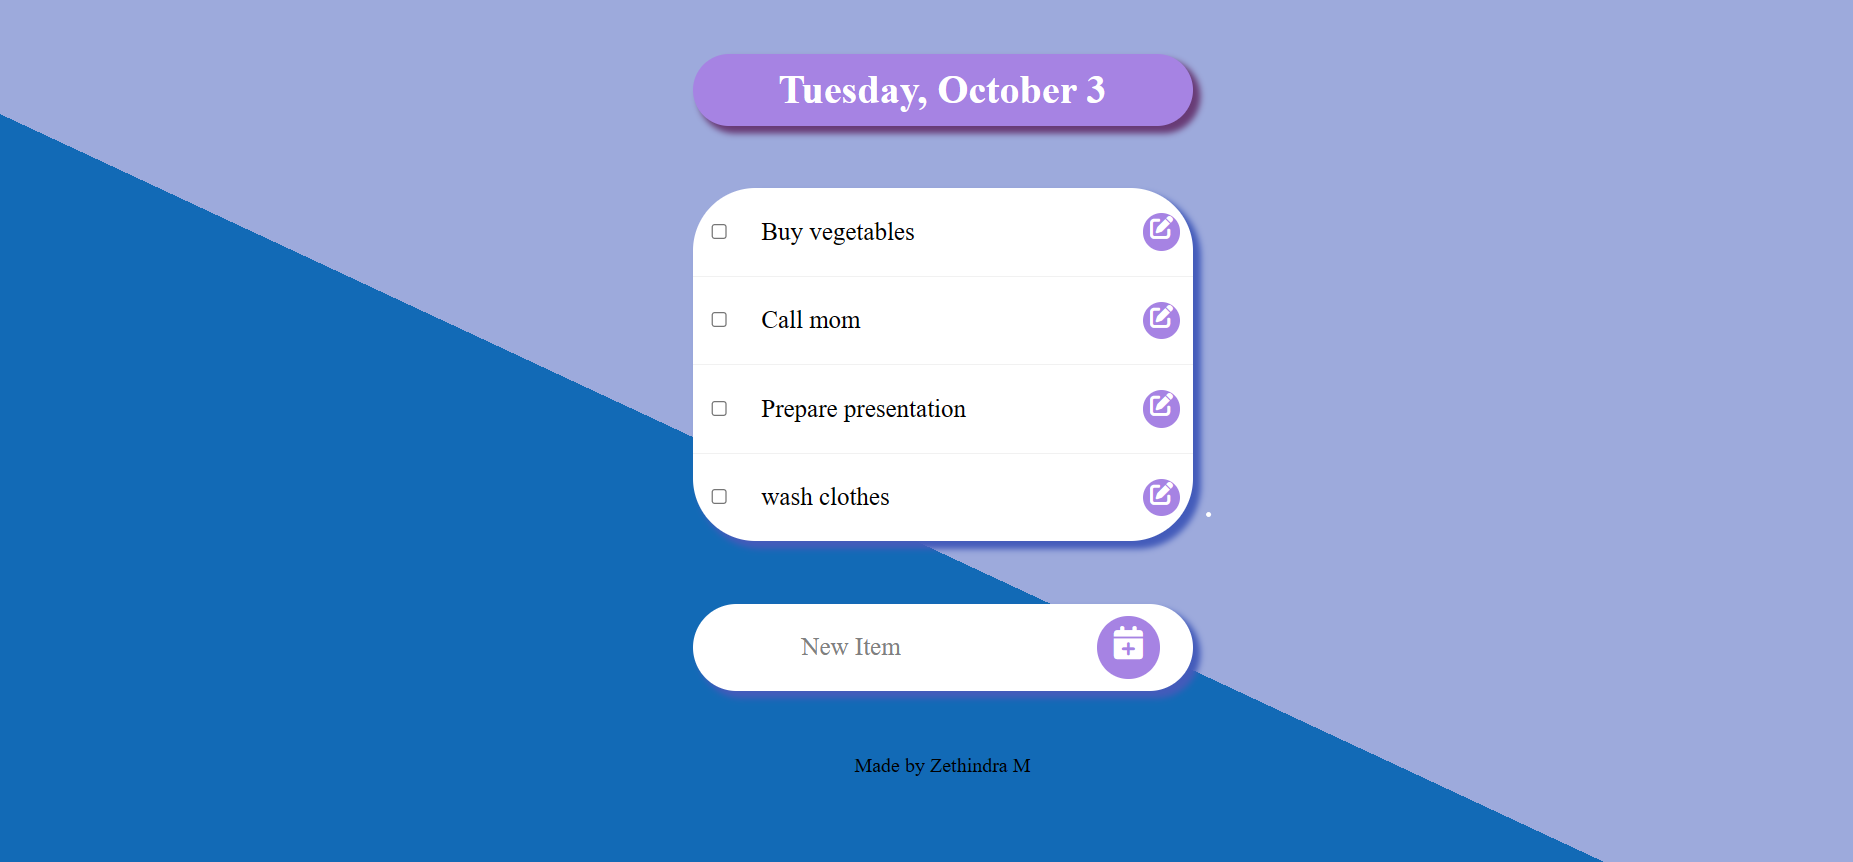 Tuesday, October 3
Buy vegetables
Call mom
Prepare presentation
wash clothes
New Item
Made by Zethindra M